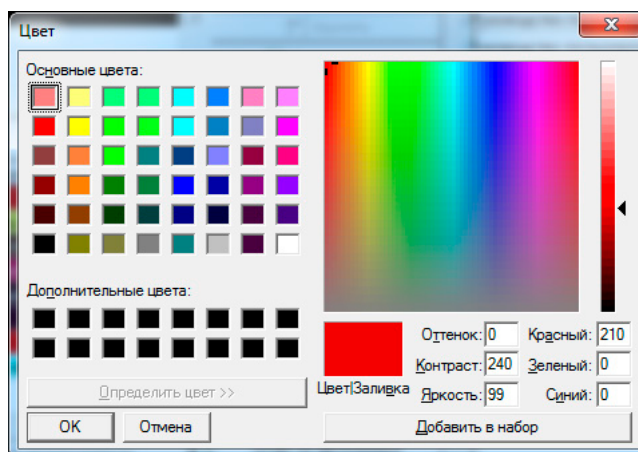 Цвет
Основные цвета:
Дополнительные цвета:
Определить цвет >>
OK
Отмена
Цвет|Заливка
Оттенок: 0
Красный: 210
Контраст: 240
Зеленый: 0
Яркость: 99
Синий: 0
Добавить в набор